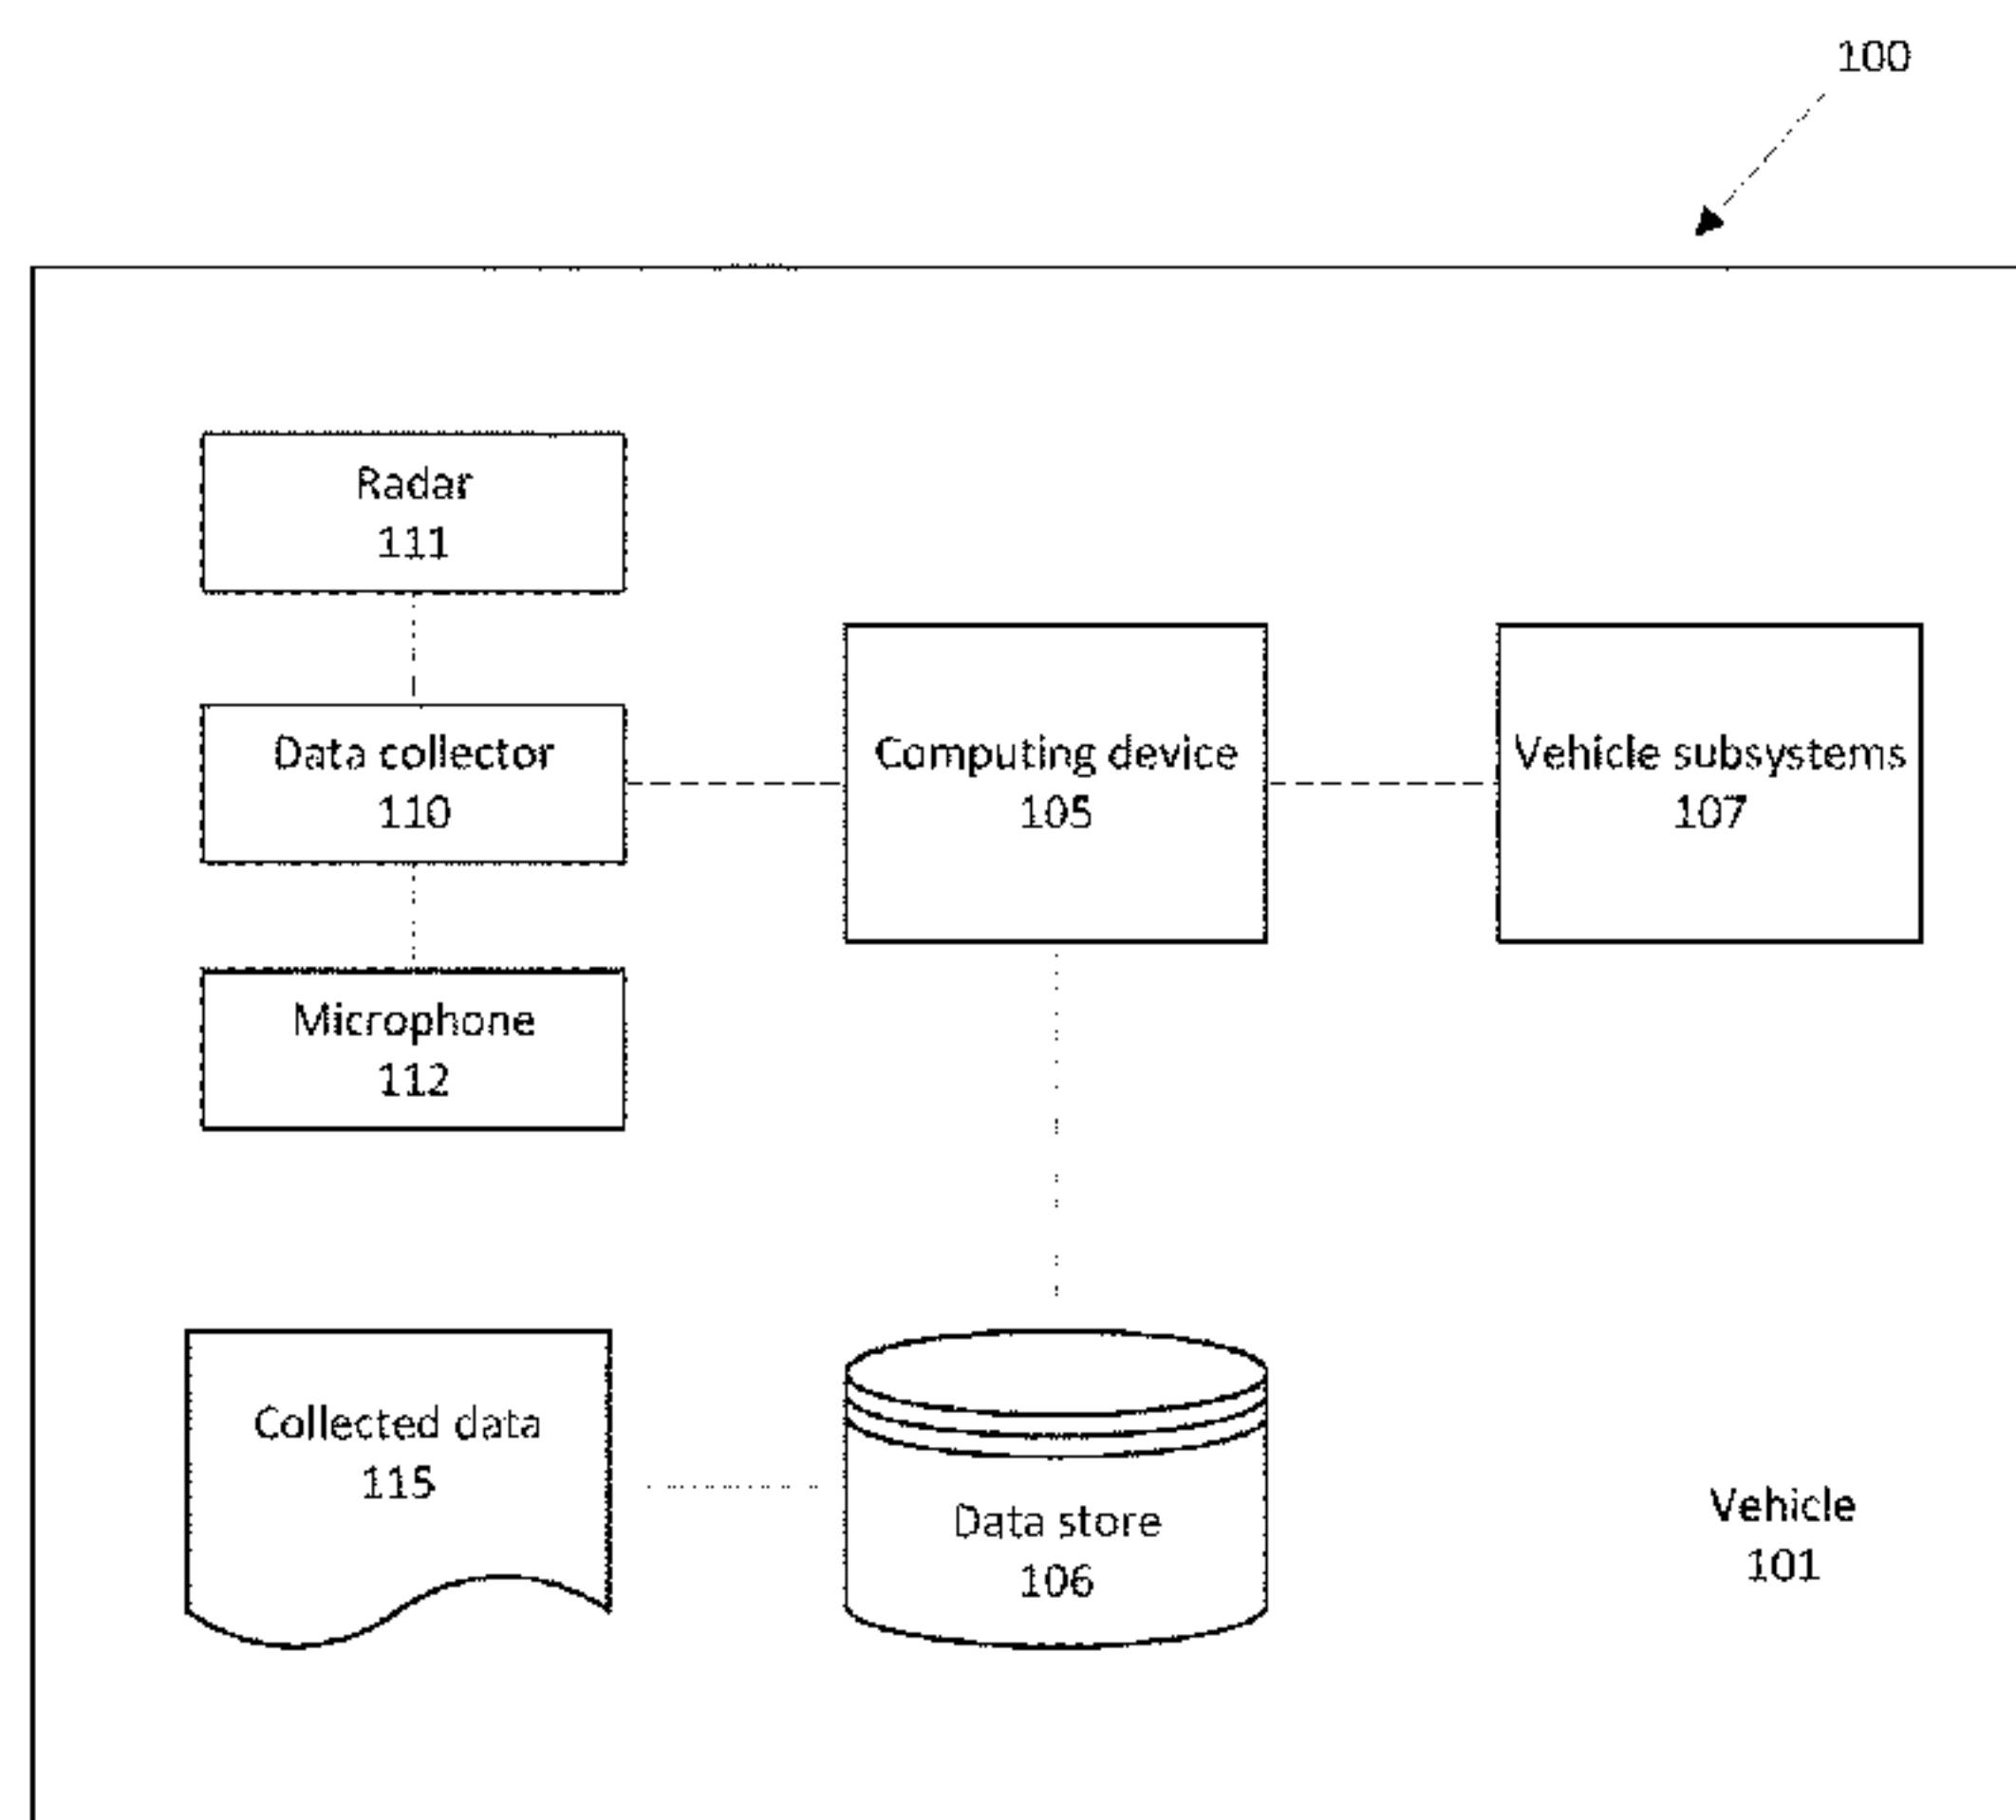 100
Radar
111
Data collector
110
Computing device
105
Vehicle subsystems
107
Microphone
112
Collected data
115
Data store
106
Vehicle
101